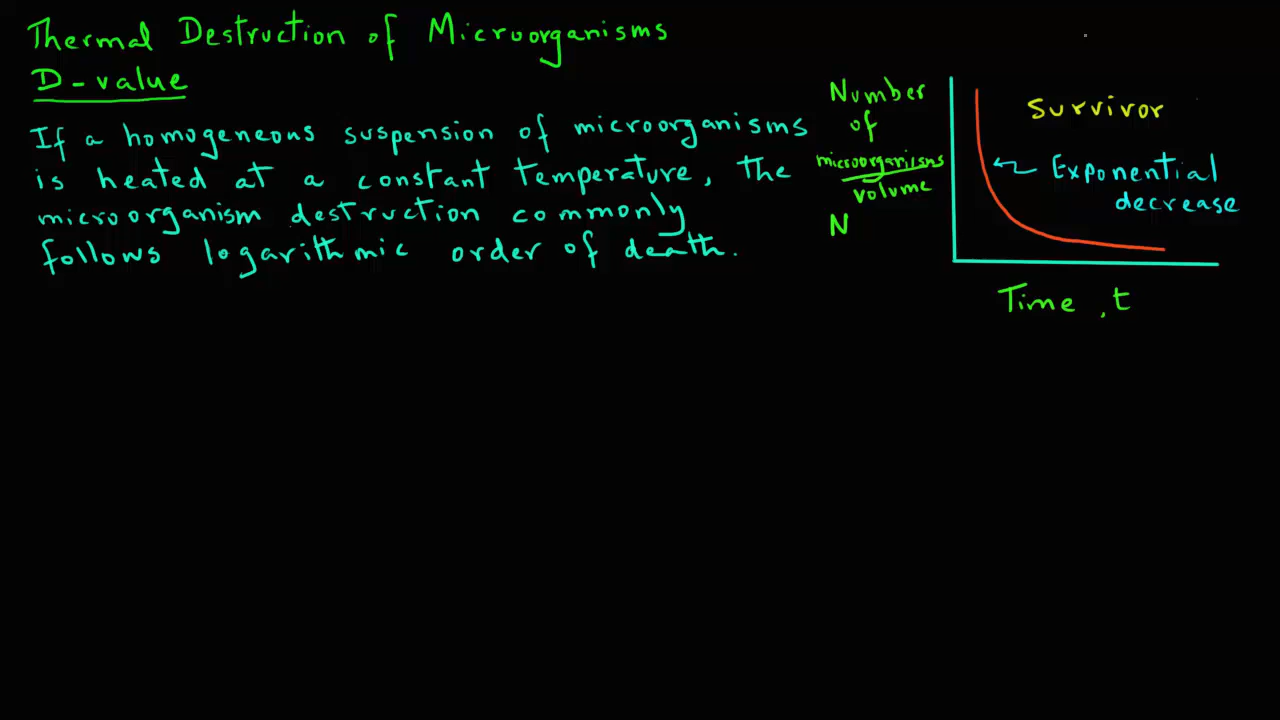 Thermal Destruction of Microorganisms
D-value
If a homogeneous suspension of microorganisms
is heated at a constant temperature, the
microorganism destruction commonly
follows logarithmic order of death.
Number
of
microorganisms
volume
N
Survivor
Exponential
decrease
Time, t